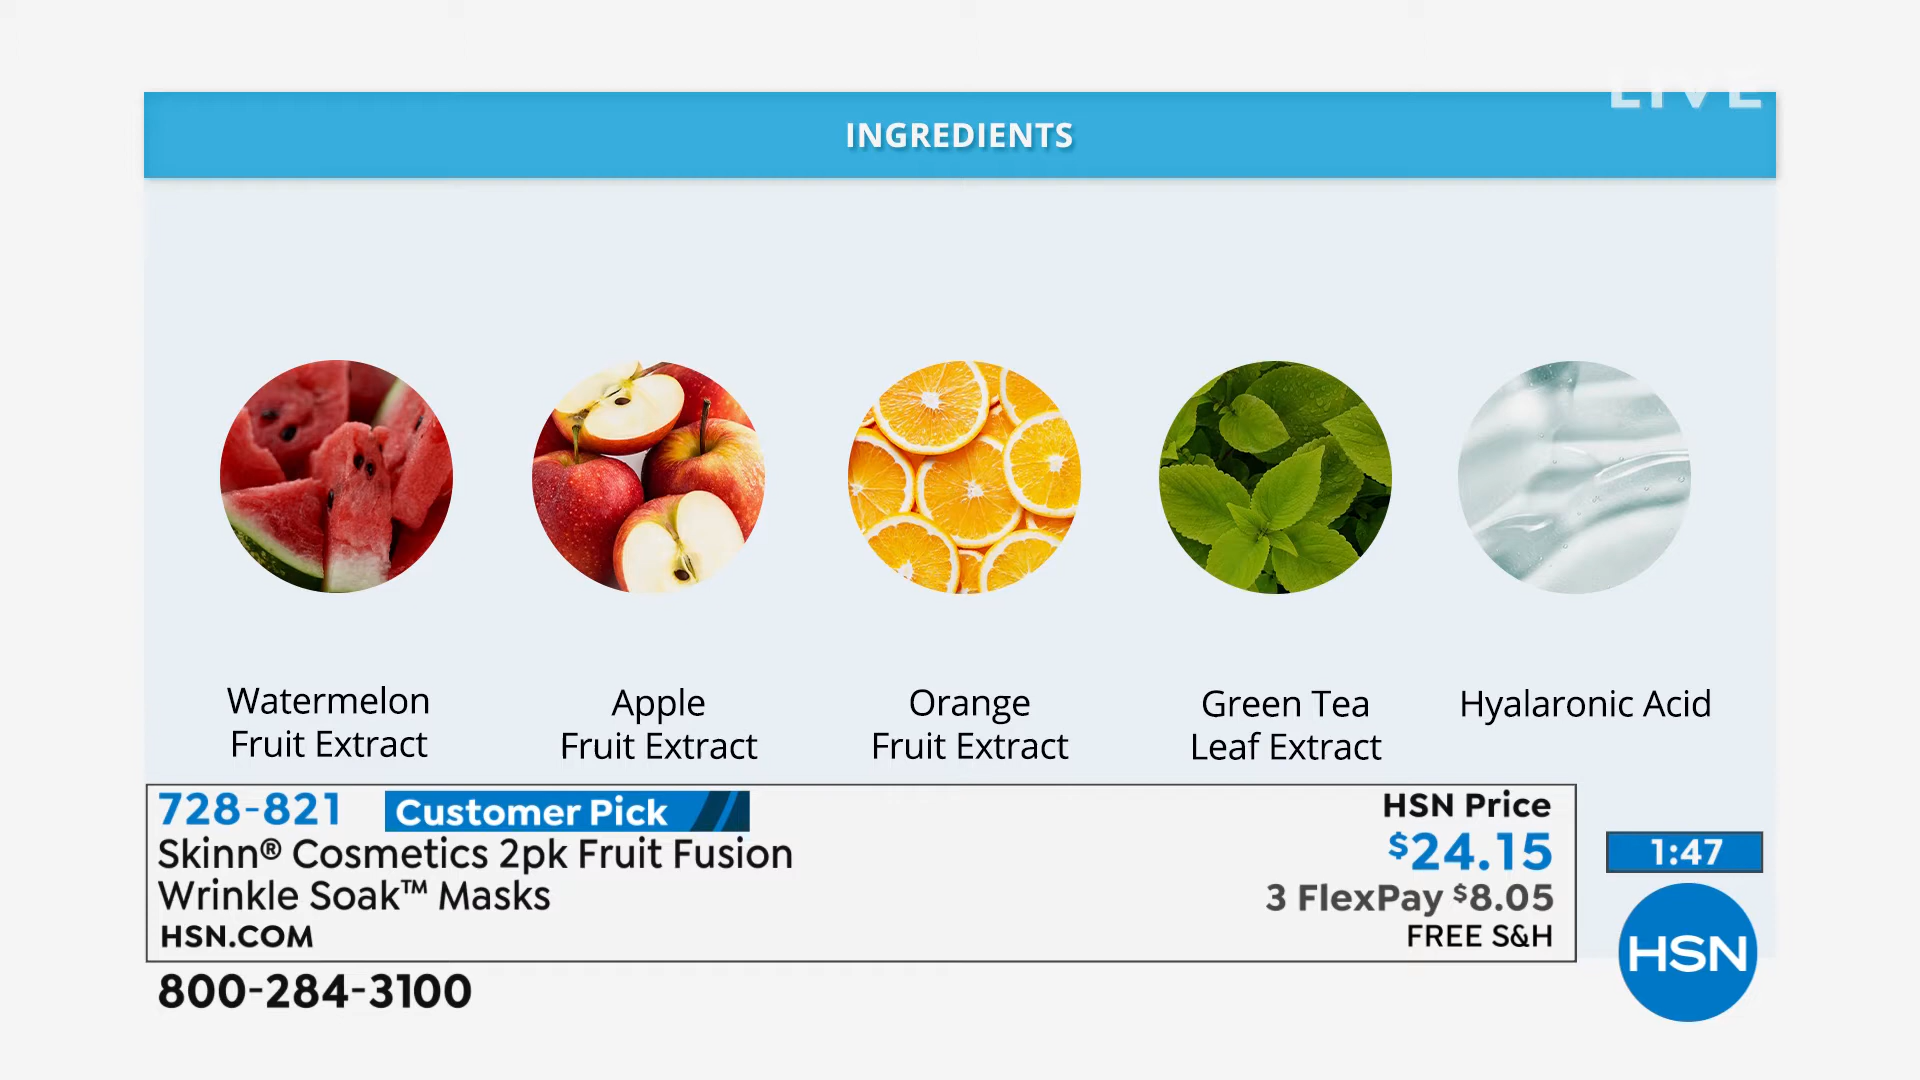 LIVE
INGREDIENTS
Watermelon
Fruit Extract
Apple
Fruit Extract
Orange
Fruit Extract
Green Tea
Leaf Extract
Hyalaronic Acid
728-821 Customer Pick
Skinn® Cosmetics 2pk Fruit Fusion
Wrinkle Soak™ Masks
HSN.COM
HSN Price
$24.15
3 FlexPay $8.05
FREE S&H
1:47
HSN
800-284-3100